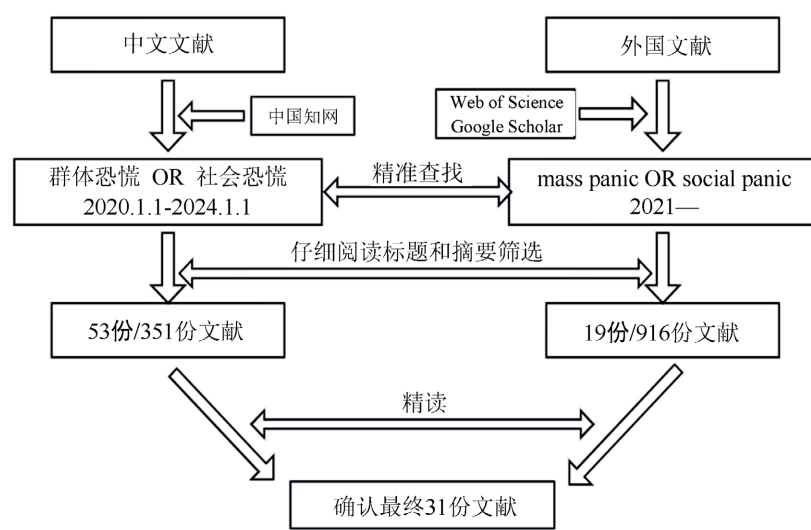 中文文献
外国文献
中国知网
Web of Science
Google Scholar
群体恐慌 OR 社会恐慌
2020.1.1-2024.1.1
精准查找
mass panic OR social panic
2021—
仔细阅读标题和摘要筛选
53份/351份文献
19份/916份文献
精读
确认最终31份文献